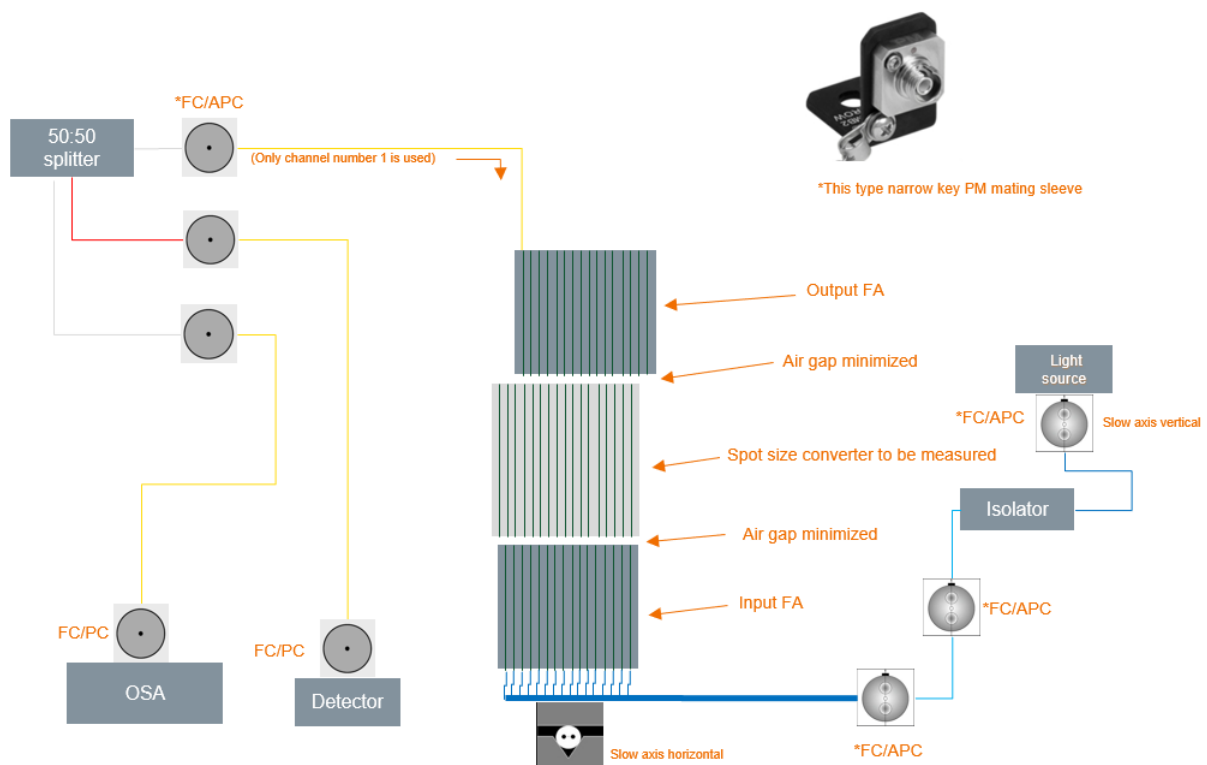 *FC/APC
50:50
splitter
(Only channel number 1 is used)
*This type narrow key PM mating sleeve
Output FA
Air gap minimized
Light
source
*FC/APC
Slow axis vertical
Spot size converter to be measured
Isolator
Air gap minimized
Input FA
*FC/APC
FC/PC
FC/PC
OSA
Detector
*FC/APC
Slow axis horizontal